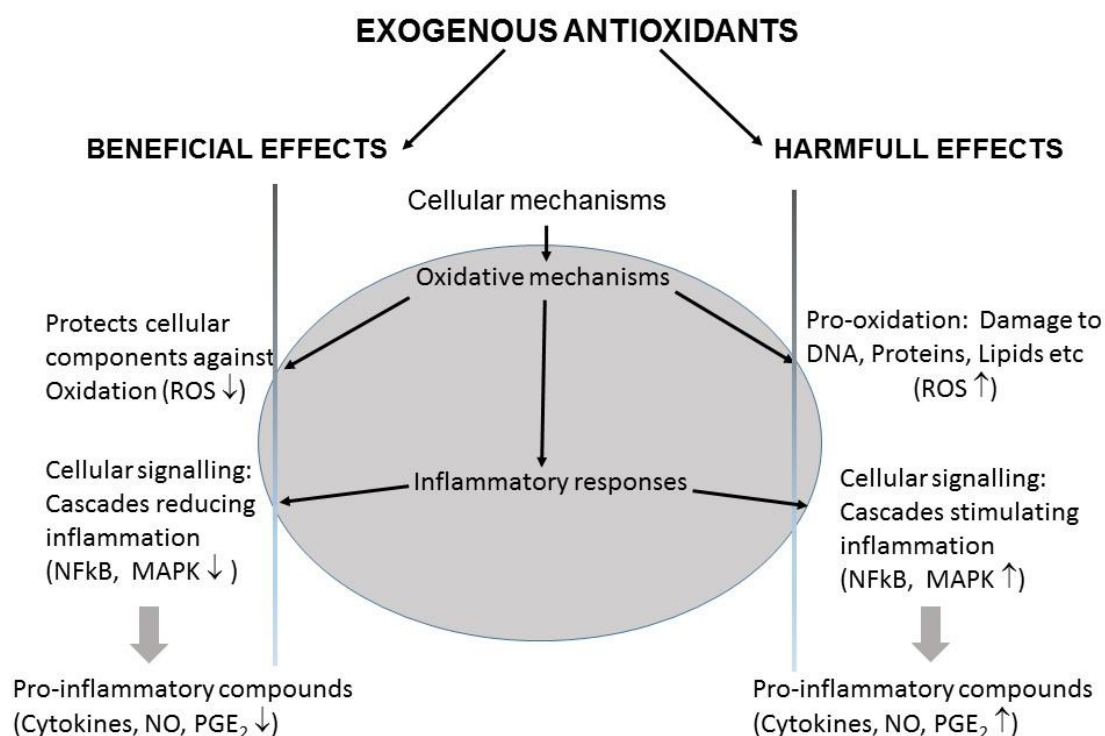 EXOGENOUS ANTIOXIDANTS
BENEFICIAL EFFECTS
HARMFULL EFFECTS
Cellular mechanisms
Oxidative mechanisms
Protects cellular
components against
Oxidation (ROS ↓)
Pro-oxidation: Damage to
DNA, Proteins, Lipids etc
(ROS ↑)
Inflammatory responses
Cellular signalling:
Cascades reducing
inflammation
(NFkB, MAPK ↓ )
Cellular signalling:
Cascades stimulating
inflammation
(NFkB, MAPK ↑)
Pro-inflammatory compounds
(Cytokines, NO, PGE₂ ↓)
Pro-inflammatory compounds
(Cytokines, NO, PGE₂ ↑)